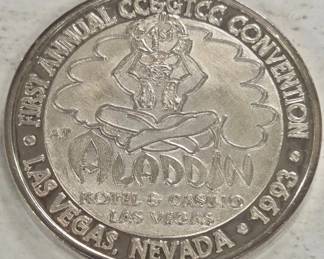 FIRST ANNUAL CC&GTCC CONVENTION
AT
ALADDIN
HOTEL & CASINO
LAS VEGAS
• LAS VEGAS, NEVADA • 1993 •